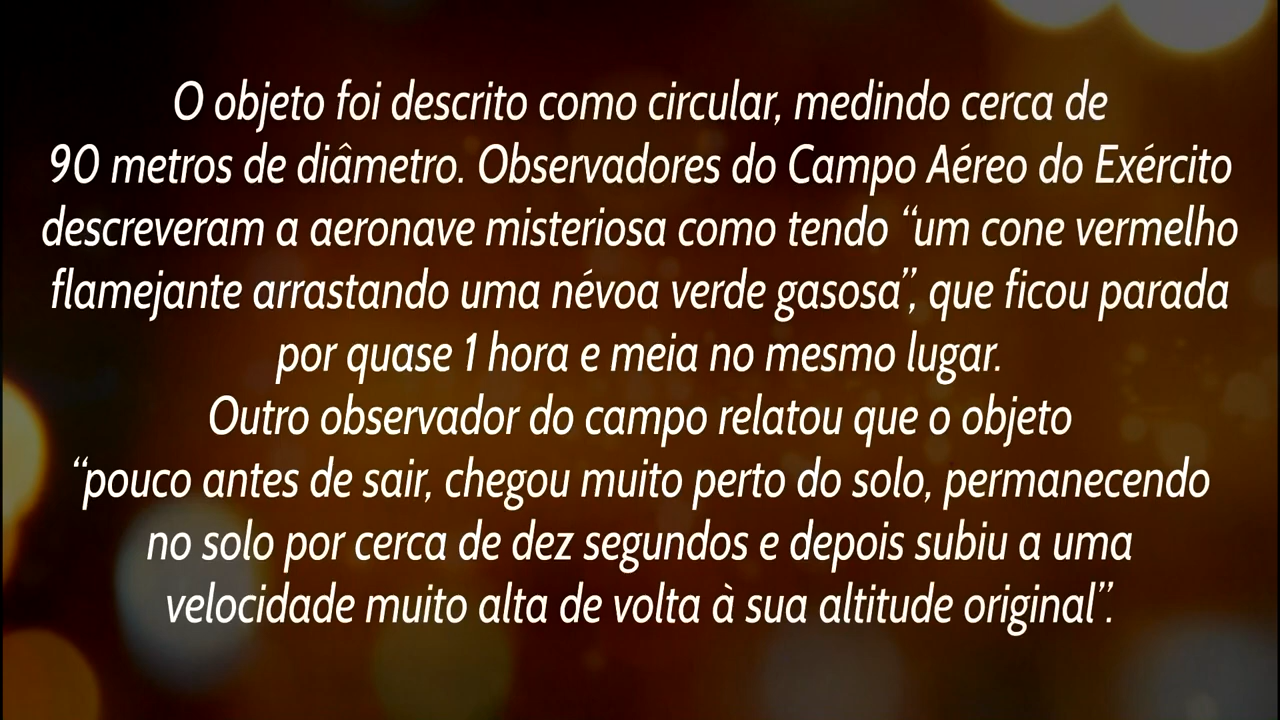 O objeto foi descrito como circular, medindo cerca de
90 metros de diâmetro. Observadores do Campo Aéreo do Exército
descreveram a aeronave misteriosa como tendo “um cone vermelho
flamejante arrastando uma névoa verde gasosa”, que ficou parada
por quase 1 hora e meia no mesmo lugar.
Outro observador do campo relatou que o objeto
“pouco antes de sair, chegou muito perto do solo, permanecendo
no solo por cerca de dez segundos e depois subiu a uma
velocidade muito alta de volta à sua altitude original”.